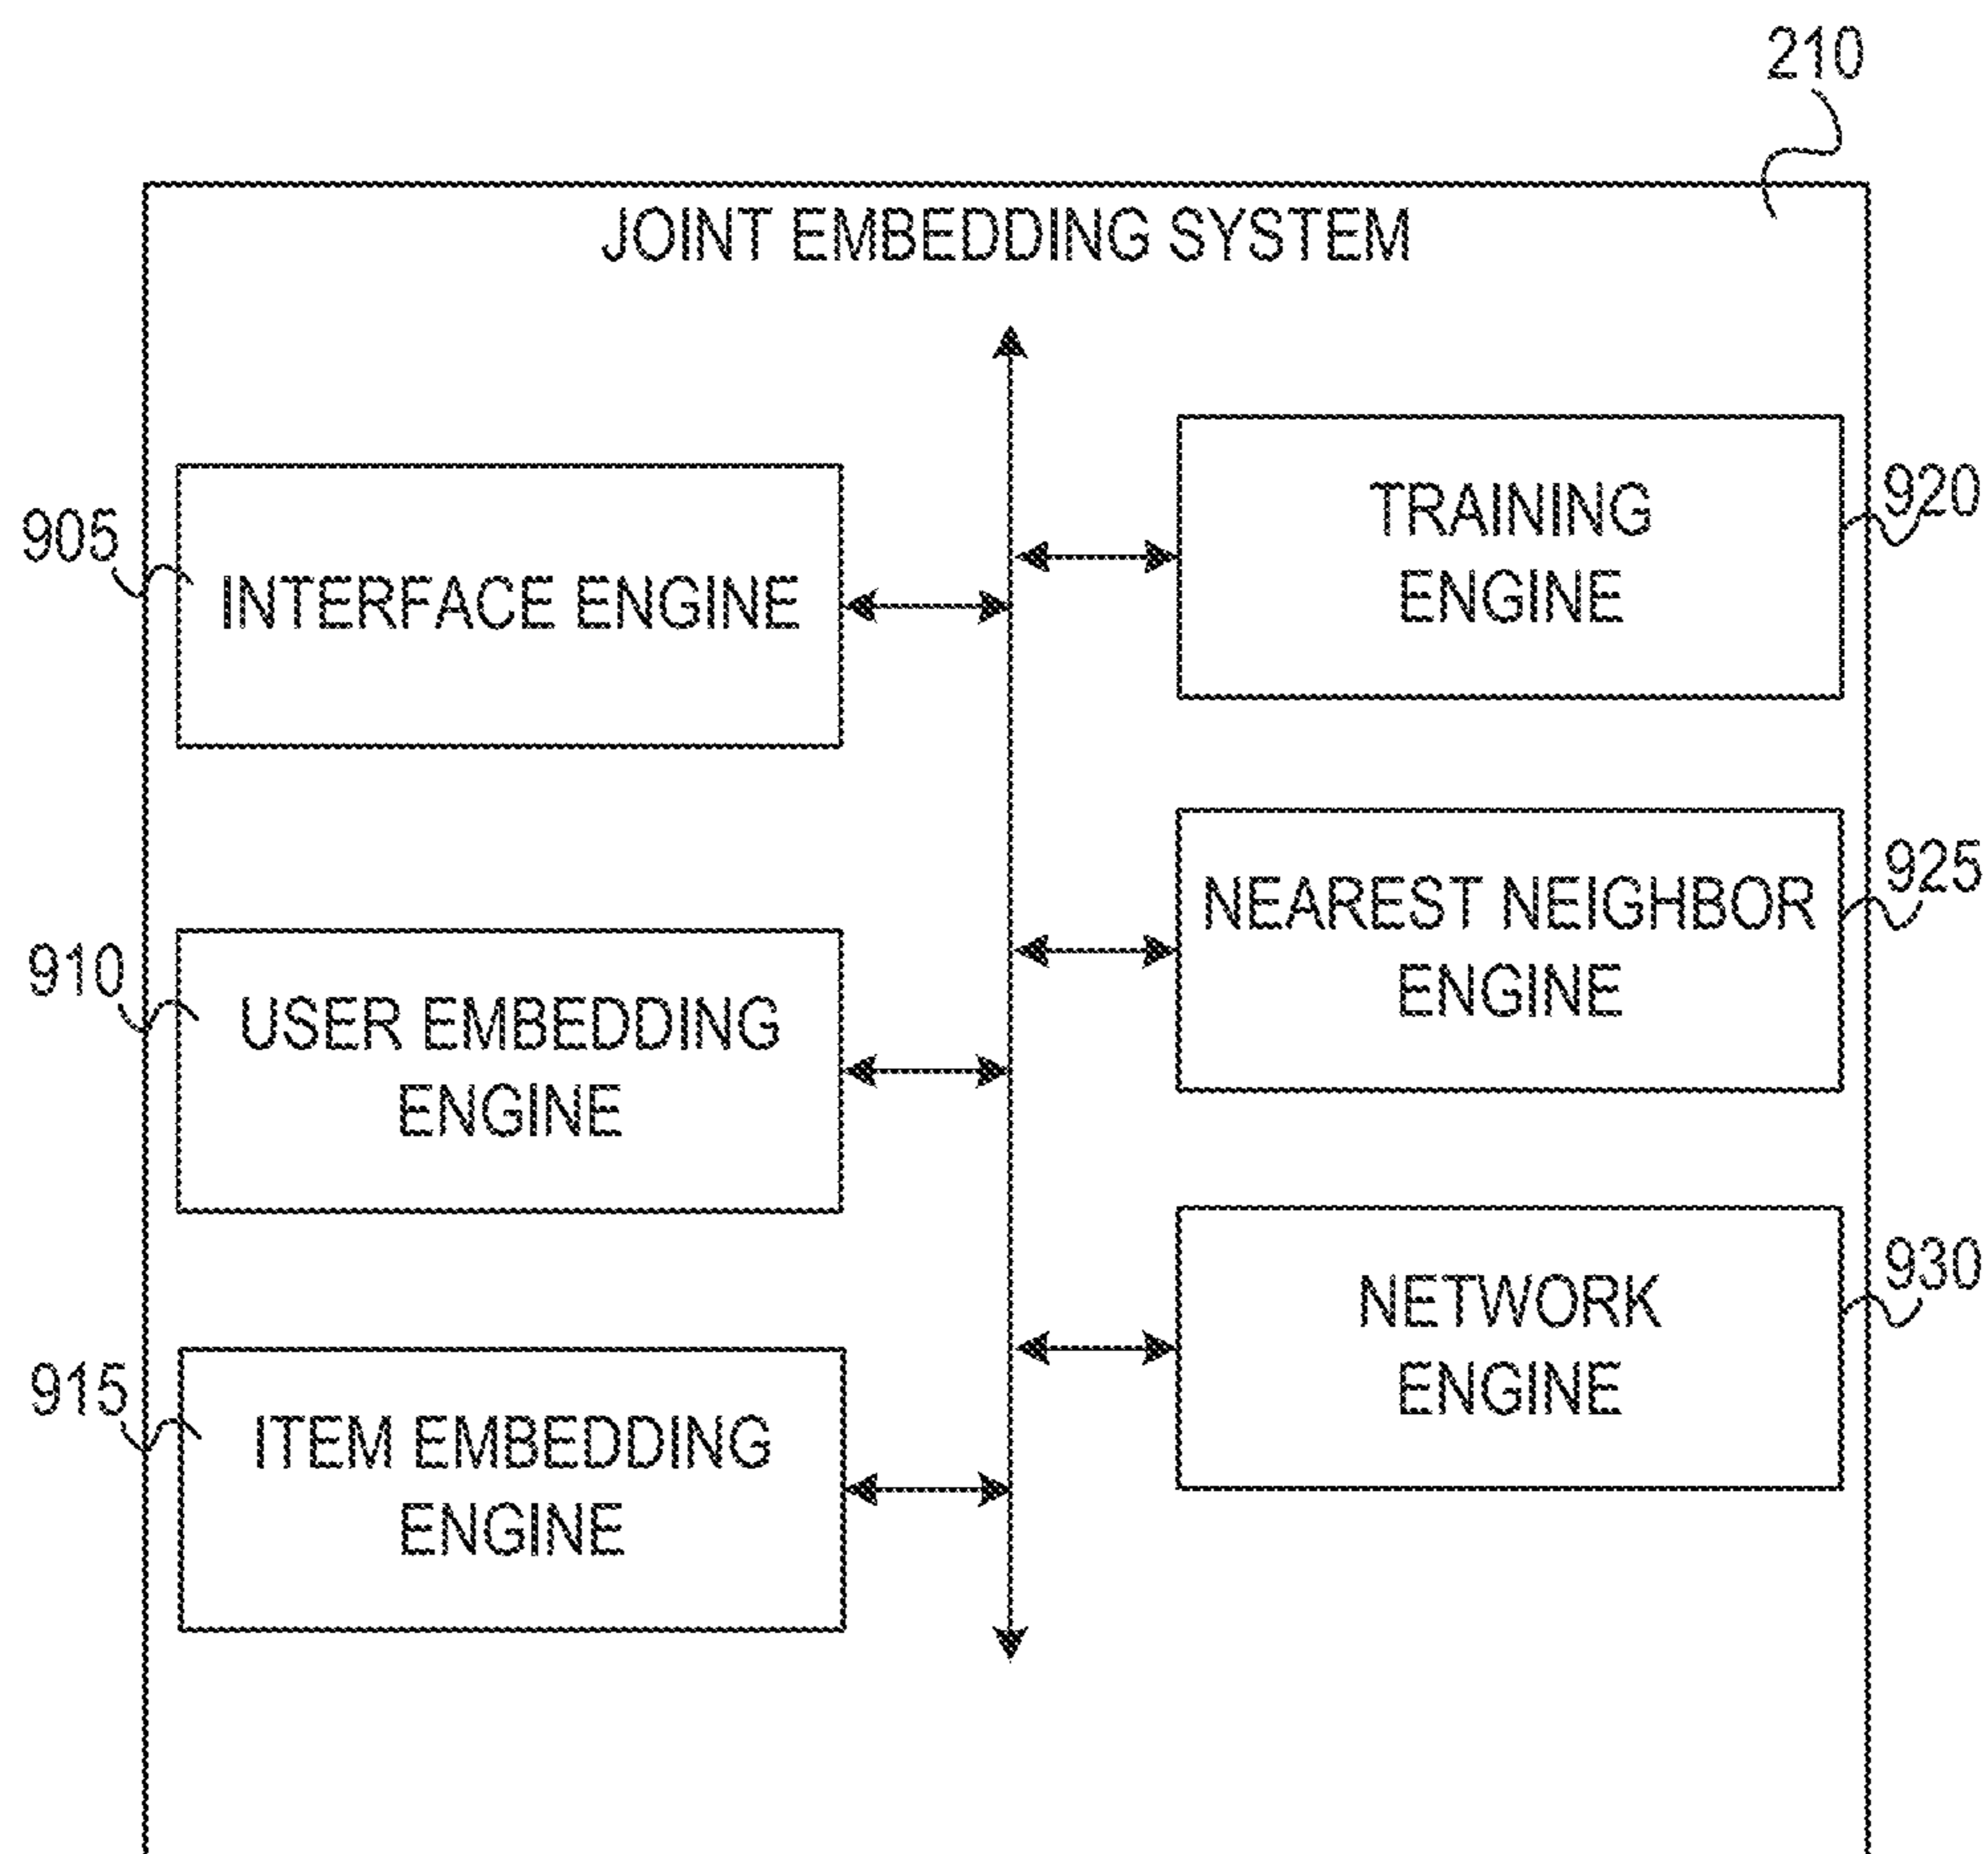 210
JOINT EMBEDDING SYSTEM
905
INTERFACE ENGINE
910
USER EMBEDDING
ENGINE
915
ITEM EMBEDDING
ENGINE
TRAINING
ENGINE
920
NEAREST NEIGHBOR
ENGINE
925
NETWORK
ENGINE
930